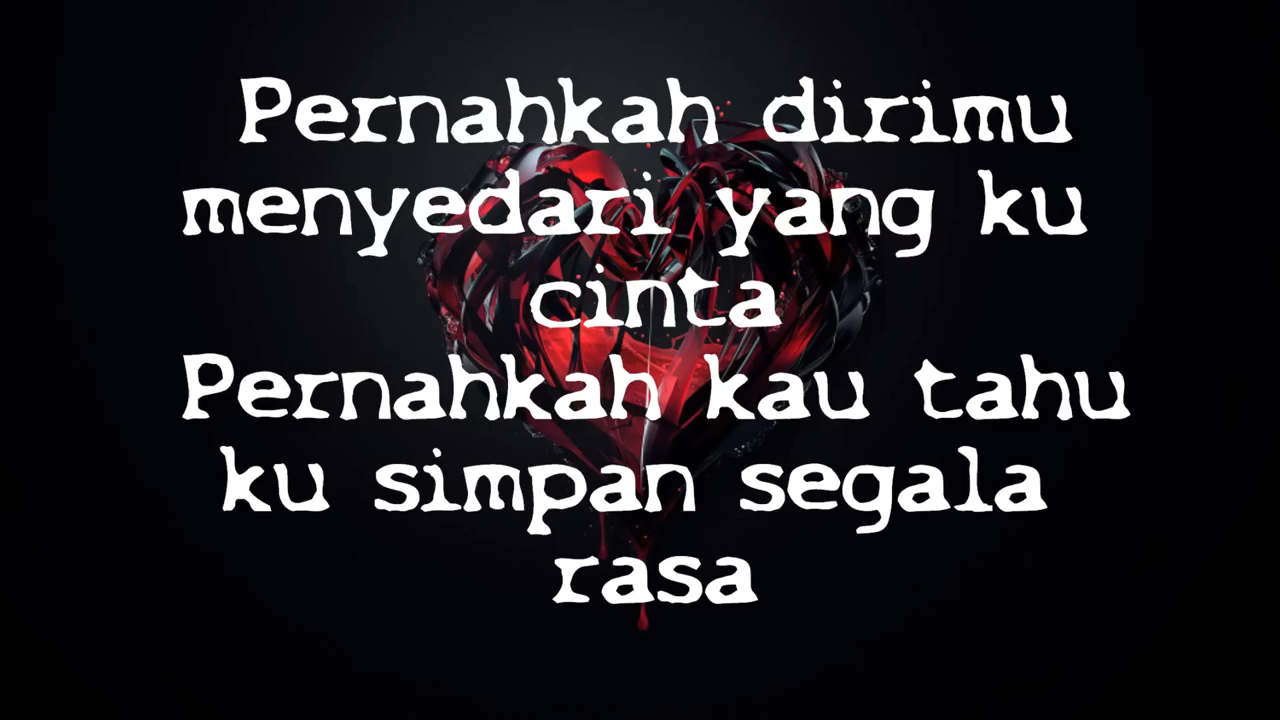 Pernahkah dirimu
menyedari yang ku
cinta
Pernahkah kau tahu
ku simpan segala
rasa